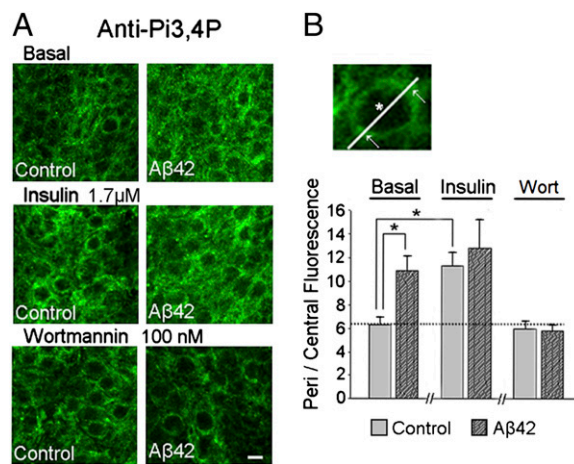 A
Anti-Pi3,4P
Basal
Control
Aβ42
Insulin 1.7μM
Control
Aβ42
Wortmannin 100 nM
Control
Aβ42
B
*
Basal Insulin Wort
Peri / Central Fluorescence
16
14
12
10
8
6
4
2
0
*
*
// //
Control Aβ42